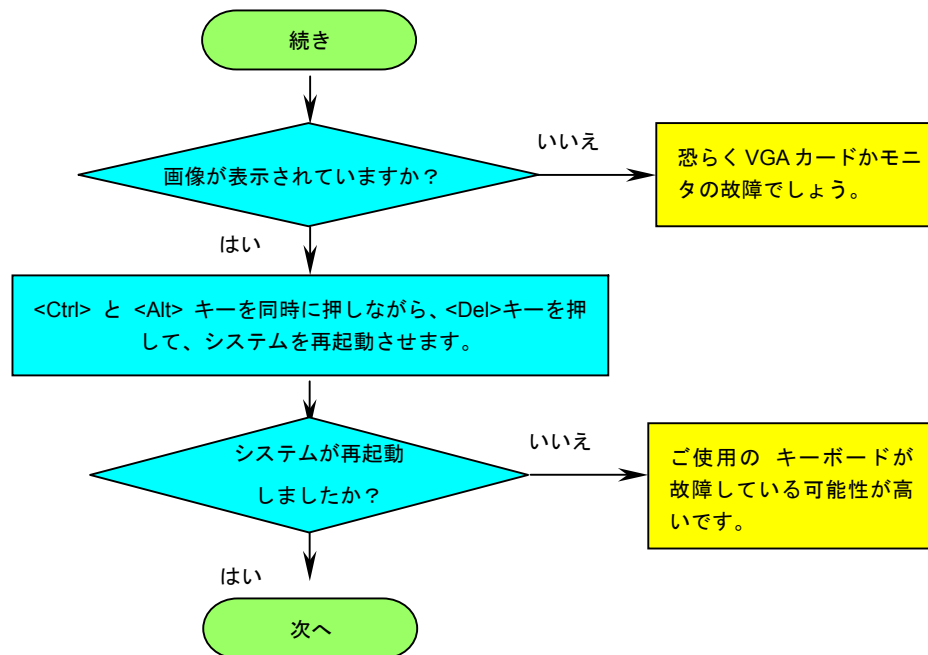 続き
画像が表示されていますか？
いいえ
恐らく VGA カードかモニ
タの故障でしょう。
はい
<Ctrl> と <Alt> キーを同時に押しながら、<Del>キーを押
して、システムを再起動させます。
システムが再起動
しましたか？
いいえ
ご使用の キーボードが
故障している可能性が高
いです。
はい
次へ